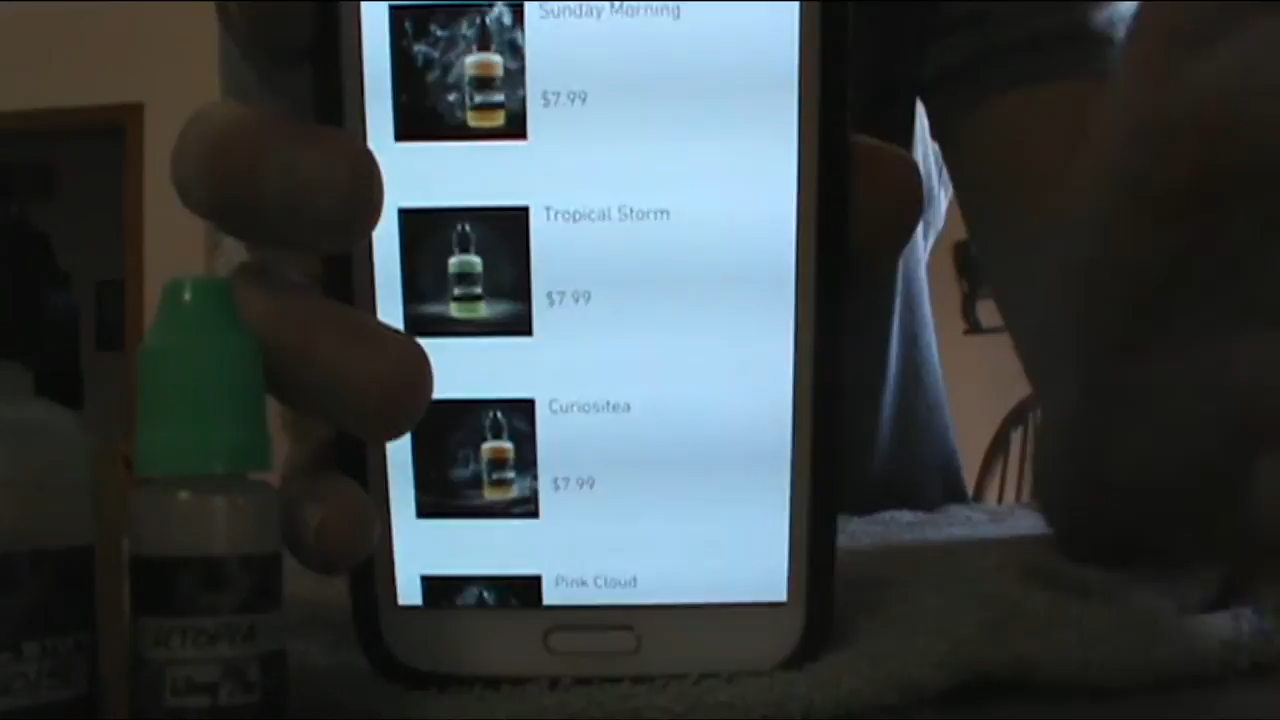 Sunday Morning
$7.99
Tropical Storm
$7.99
Curiositea
$7.99
Pink Cloud